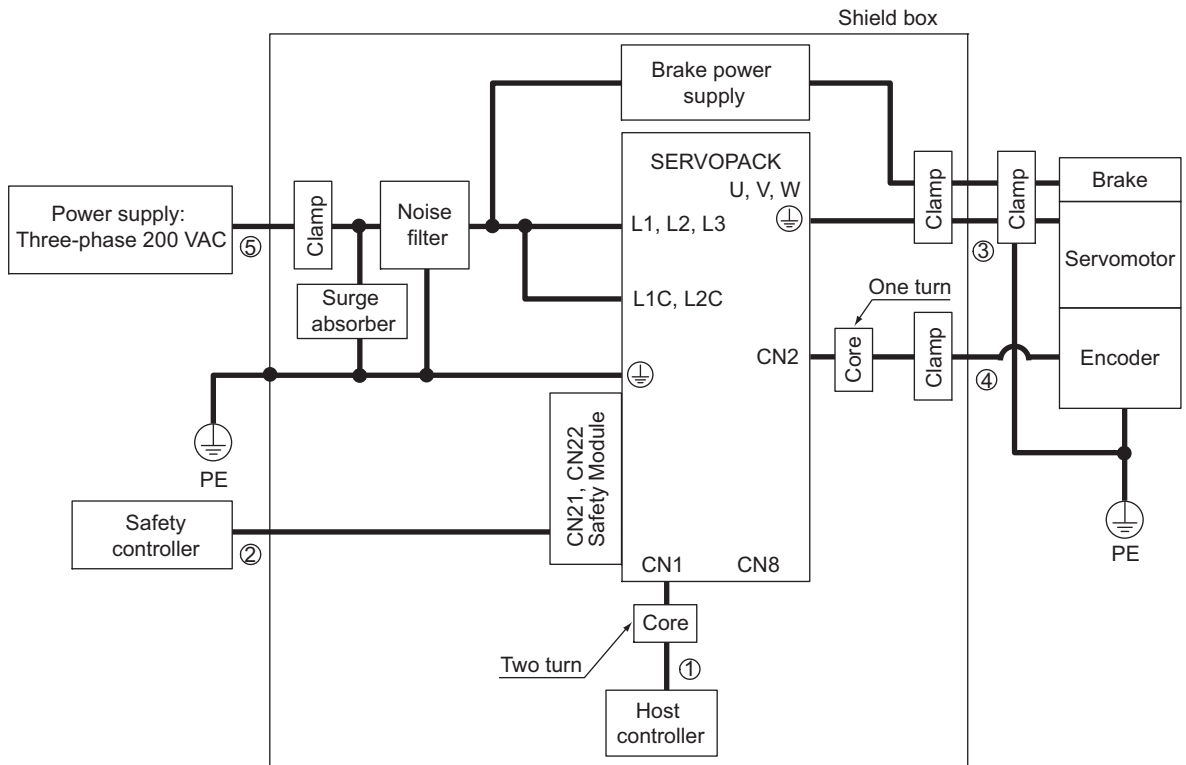 Shield box
Brake power
supply
SERVOPACK
U, V, W
Clamp
Clamp
Brake
Power supply:
Three-phase 200 VAC
⑤
Clamp
Noise
filter
L1, L2, L3
③
Servomotor
Surge
absorber
L1C, L2C
One turn
CN2
Core
Clamp
④
Encoder
PE
CN21, CN22
Safety Module
PE
Safety
controller
②
CN1
CN8
Core
Two turn
①
Host
controller